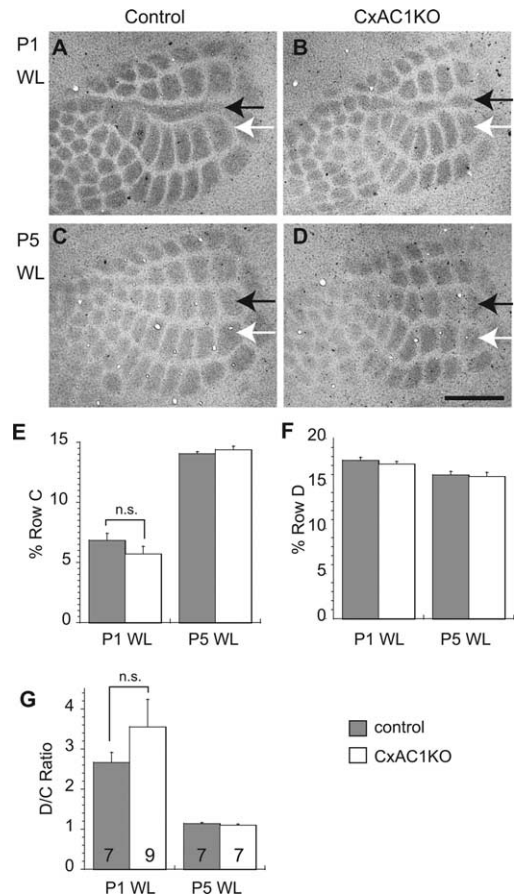 Control CxAC1KO
P1
WL
A B
P5
WL
C D
E
% Row C
15
10
5
0
n.s.
P1 WL P5 WL
F
% Row D
20
15
10
5
0
P1 WL P5 WL
G
D/C Ratio
4
3
2
1
0
n.s.
7 9 7 7
P1 WL P5 WL
control
CxAC1KO